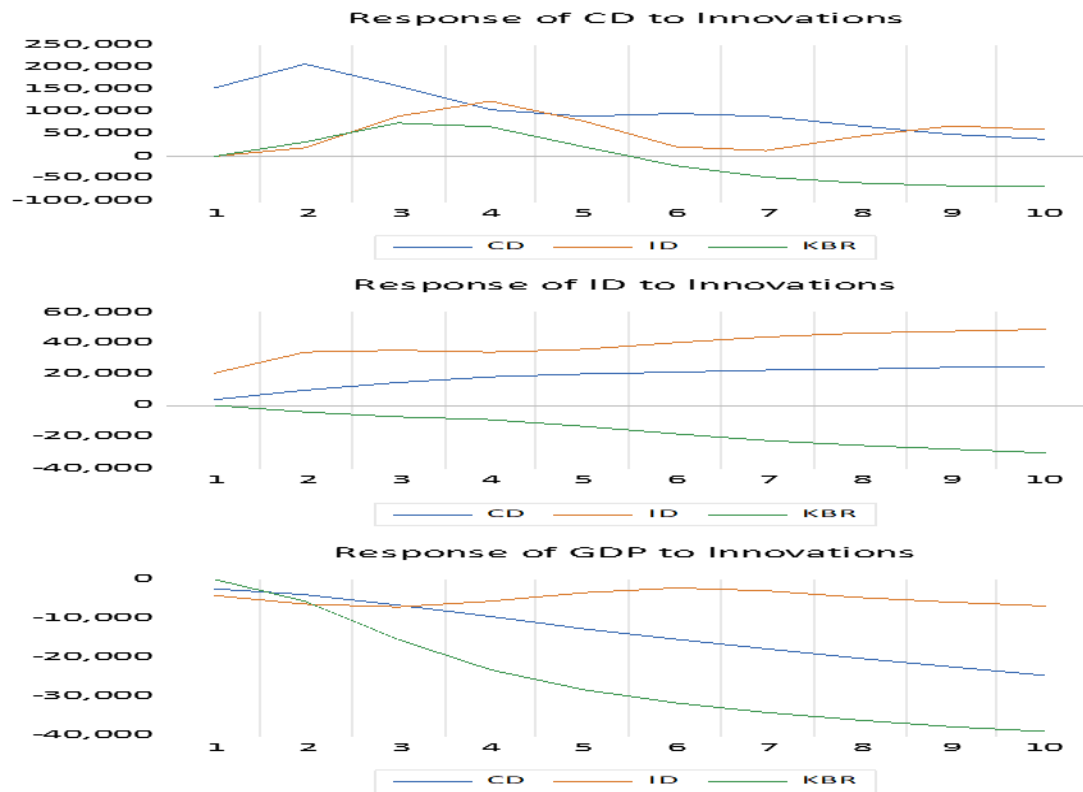 Response of CD to Innovations
250,000
200,000
150,000
100,000
50,000
0
-50,000
-100,000
1 2 3 4 5 6 7 8 9 10
CD ID KBR
Response of ID to Innovations
60,000
40,000
20,000
0
-20,000
-40,000
1 2 3 4 5 6 7 8 9 10
CD ID KBR
Response of GDP to Innovations
0
-10,000
-20,000
-30,000
-40,000
1 2 3 4 5 6 7 8 9 10
CD ID KBR